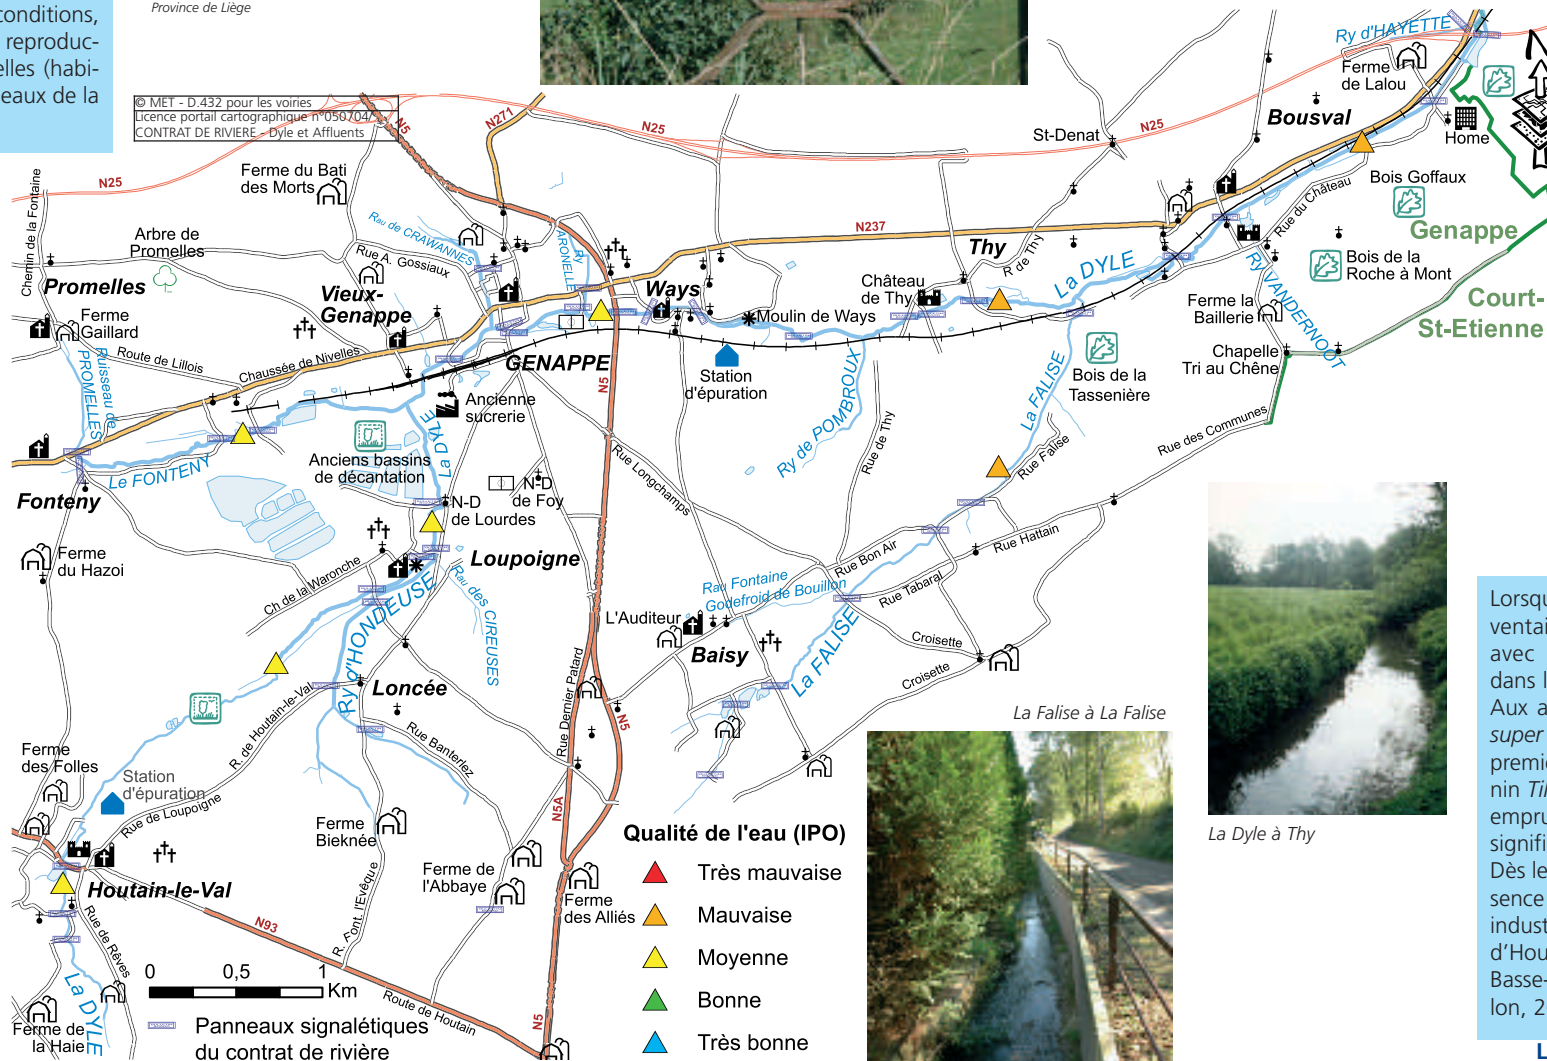 conditions,
reproduc-
elles (habi-
eaux de la
Province de Liège
© MET - D.432 pour les voiries
Licence portail cartographique n°050704/
CONTRAT DE RIVIERE - Dyle et Affluents
N5
N271
N25
N25
N25
St-Denat
Ry d'HAYETTE
Ferme
de Lalou
Bousval
Home
Ferme du Bati
des Morts
Rau de CRAWANNES
Ry
ARONELLE
N237
Thy
R de Thy
La DYLE
Rue du Château
Bois Goffaux
Genappe
Bois de la
Roche à Mont
Court-
St-Etienne
Chemin de la Fontaine
Arbre de
Promelles
Promelles
Rue A. Gossiaux
Vieux-
Genappe
Ways
Château
de Thy
Moulin de Ways
Ferme la
Baillerie
Ry VANDERNOOT
Ferme
Gaillard
Route de Lillois
Chaussée de Nivelles
Ruisseau de
PROMELLES
GENAPPE
N5
Station
d'épuration
Ancienne
sucrerie
La DYLE
Ry de POMBROUX
Rue de Thy
La FALISE
Bois de la
Tassenière
Chapelle
Tri au Chêne
Rue des Communes
Rue Falise
Le FONTENY
Fonteny
Anciens bassins
de décantation
N-D
de Lourdes
N-D
de Foy
Rue Longchamps
Loupoigne
Ferme
du Hazoi
Ch de la Waronche
Ry d'HONDEUSE
Rau des CIREUSES
Rue Bon Air
Rue Hattain
Rue Tabaral
Rau Fontaine
Godefroid de Bouillon
L'Auditeur
Baisy
La FALISE
Croisette
Croisette
Loncée
R. de Houtain-le-Val
Rue Banterlez
Rue Dernier Patard
N5
N5A
Ferme
des Folles
Station
d'épuration
Rue de Loupoigne
Houtain-le-Val
Ferme
Bieknée
R. Font. l'Evêque
Ferme de
l'Abbaye
Ferme
des Alliés
N93
Rue de Rêves
La DYLE
Ferme de
la Haie
Route de Houtain
N5
0 0,5 1
Km
Panneaux signalétiques
du contrat de rivière
Qualité de l'eau (IPO)
Très mauvaise
Mauvaise
Moyenne
Bonne
Très bonne
La Falise à La Falise
La Dyle à Thy
Lorsqu
ventai
avec
dans l
Aux a
super
premi
nin Til
empru
signifi
Dès le
sence
indust
d'Hou
Basse-
lon, 2
L